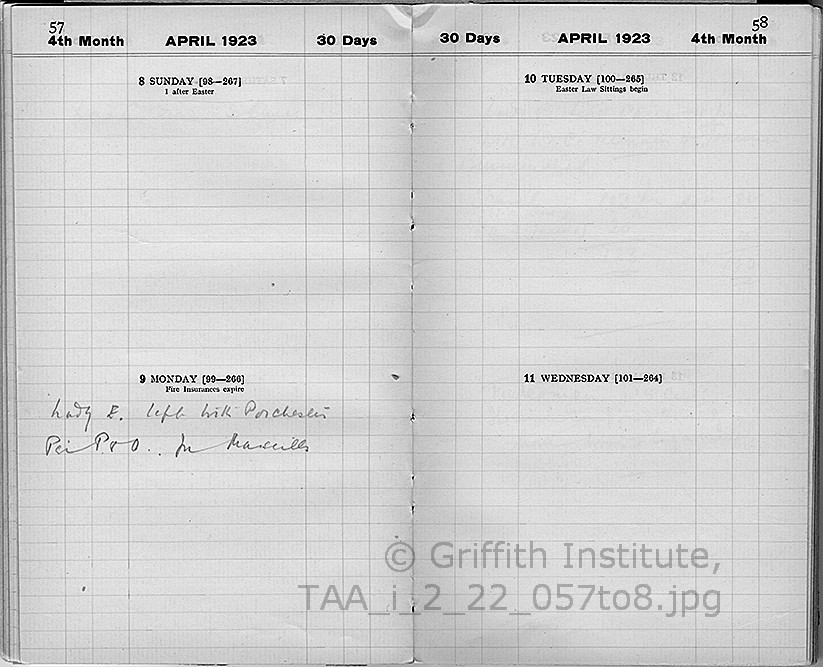 57
4th Month APRIL 1923 30 Days
8 SUNDAY [98—267]
1 after Easter
9 MONDAY [99—266]
Fire Insurances expire
Lady E. left with Porchester
Per P. & O. for Marseilles
58
30 Days APRIL 1923 4th Month
10 TUESDAY [100—265]
Easter Law Sittings begin
11 WEDNESDAY [101—264]
© Griffith Institute,
TAA_i_2_22_057to8.jpg